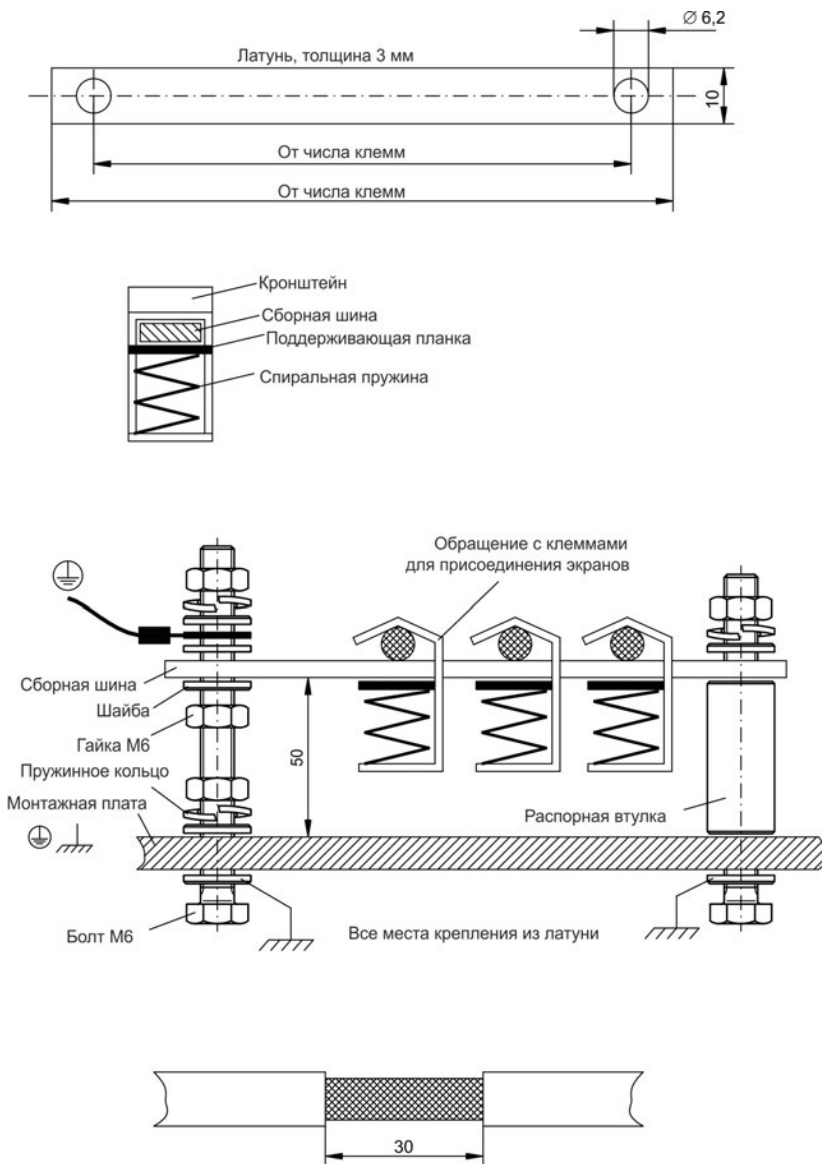 ∅ 6,2
Латунь, толщина 3 мм
10
От числа клемм
От числа клемм
Кронштейн
Сборная шина
Поддерживающая планка
Спиральная пружина
Обращение с клеммами
для присоединения экранов
Сборная шина
Шайба
Гайка М6
50
Пружинное кольцо
Монтажная плата
Распорная втулка
Болт М6
Все места крепления из латуни
30